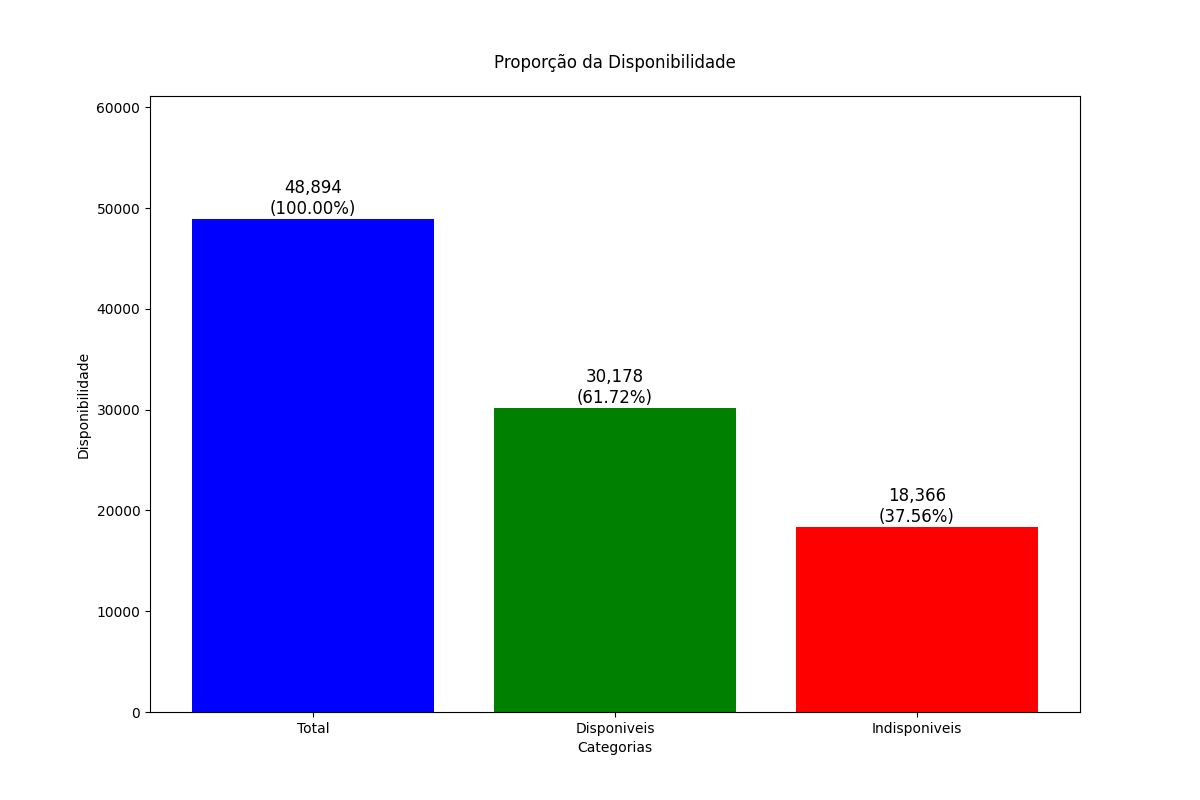 Proporção da Disponibilidade
60000
50000
40000
30000
20000
10000
0
Disponibilidade
48,894
(100.00%)
30,178
(61.72%)
18,366
(37.56%)
Total
Disponiveis
Indisponiveis
Categorias